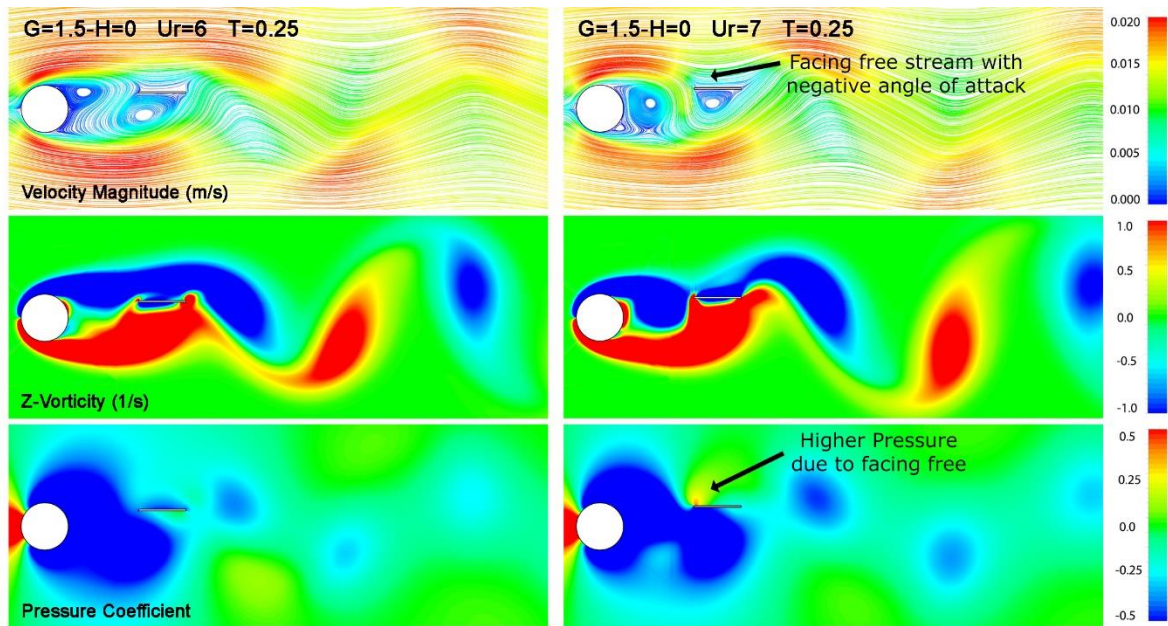 G=1.5-H=0 Ur=6 T=0.25
G=1.5-H=0 Ur=7 T=0.25
Facing free stream with
negative angle of attack
Velocity Magnitude (m/s)
0.020
0.015
0.010
0.005
0.000
Z-Vorticity (1/s)
1.0
0.5
0.0
-0.5
-1.0
Higher Pressure
due to facing free
Pressure Coefficient
0.5
0.25
0.0
-0.25
-0.5